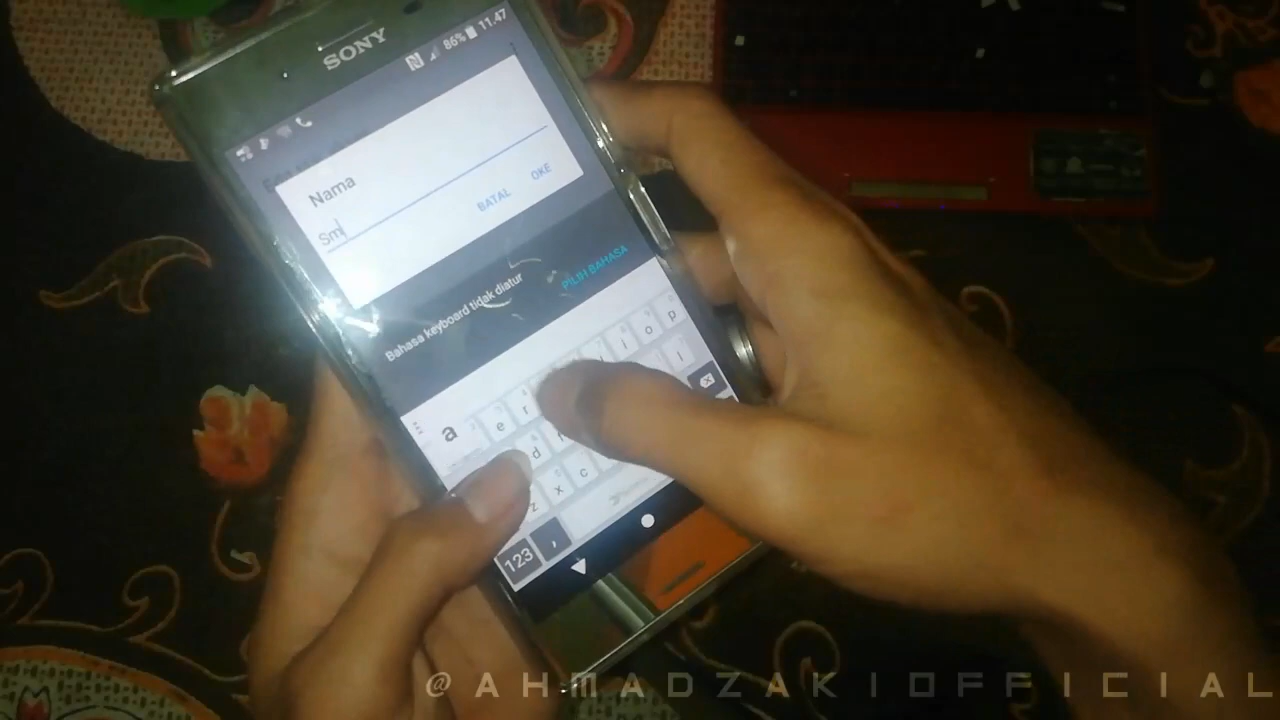 SONY
86% 11.47
Nama
Sm
BATAL OKE
Bahasa keyboard tidak diatur PILIH BAHASA
i o p
a e r
d l
z x c
123 ,
@AHMADZAKIOFFICIAL